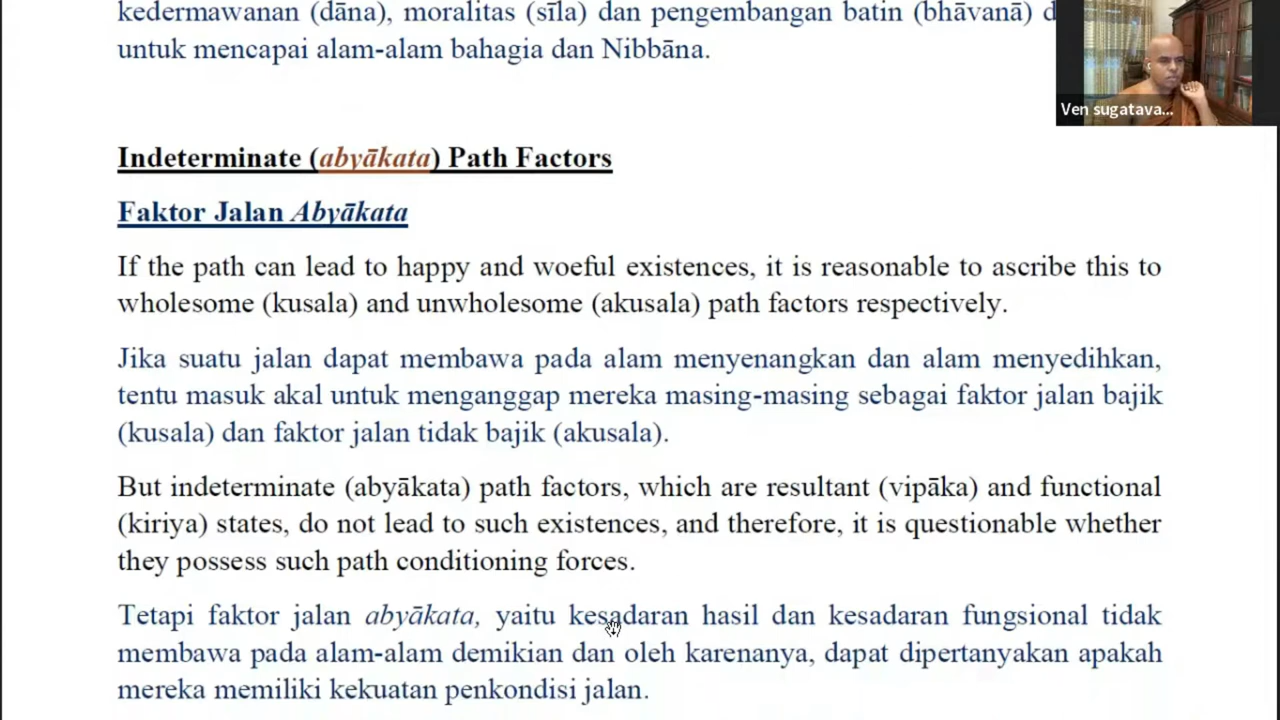 kedermawanan (dāna), moralitas (sīla) dan pengembangan batin (bhāvanā) d
untuk mencapai alam-alam bahagia dan Nibbāna.
Ven sugatava...
Indeterminate (abyākata) Path Factors
Faktor Jalan Abyākata
If the path can lead to happy and woeful existences, it is reasonable to ascribe this to
wholesome (kusala) and unwholesome (akusala) path factors respectively.
Jika suatu jalan dapat membawa pada alam menyenangkan dan alam menyedihkan,
tentu masuk akal untuk menganggap mereka masing-masing sebagai faktor jalan bajik
(kusala) dan faktor jalan tidak bajik (akusala).
But indeterminate (abyākata) path factors, which are resultant (vipāka) and functional
(kiriya) states, do not lead to such existences, and therefore, it is questionable whether
they possess such path conditioning forces.
Tetapi faktor jalan abyākata, yaitu kesadaran hasil dan kesadaran fungsional tidak
membawa pada alam-alam demikian dan oleh karenanya, dapat dipertanyakan apakah
mereka memiliki kekuatan penkondisi jalan.